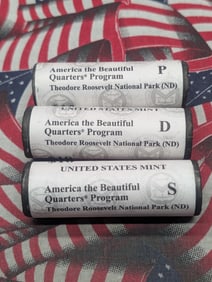 America the Beautiful P
Quarters® Program
Theodore Roosevelt National Park (ND)
UNITED STATES MINT
America the Beautiful D
Quarters® Program
Theodore Roosevelt National Park (ND)
UNITED STATES MINT
America the Beautiful S
Quarters® Program
Theodore Roosevelt National Park (ND)